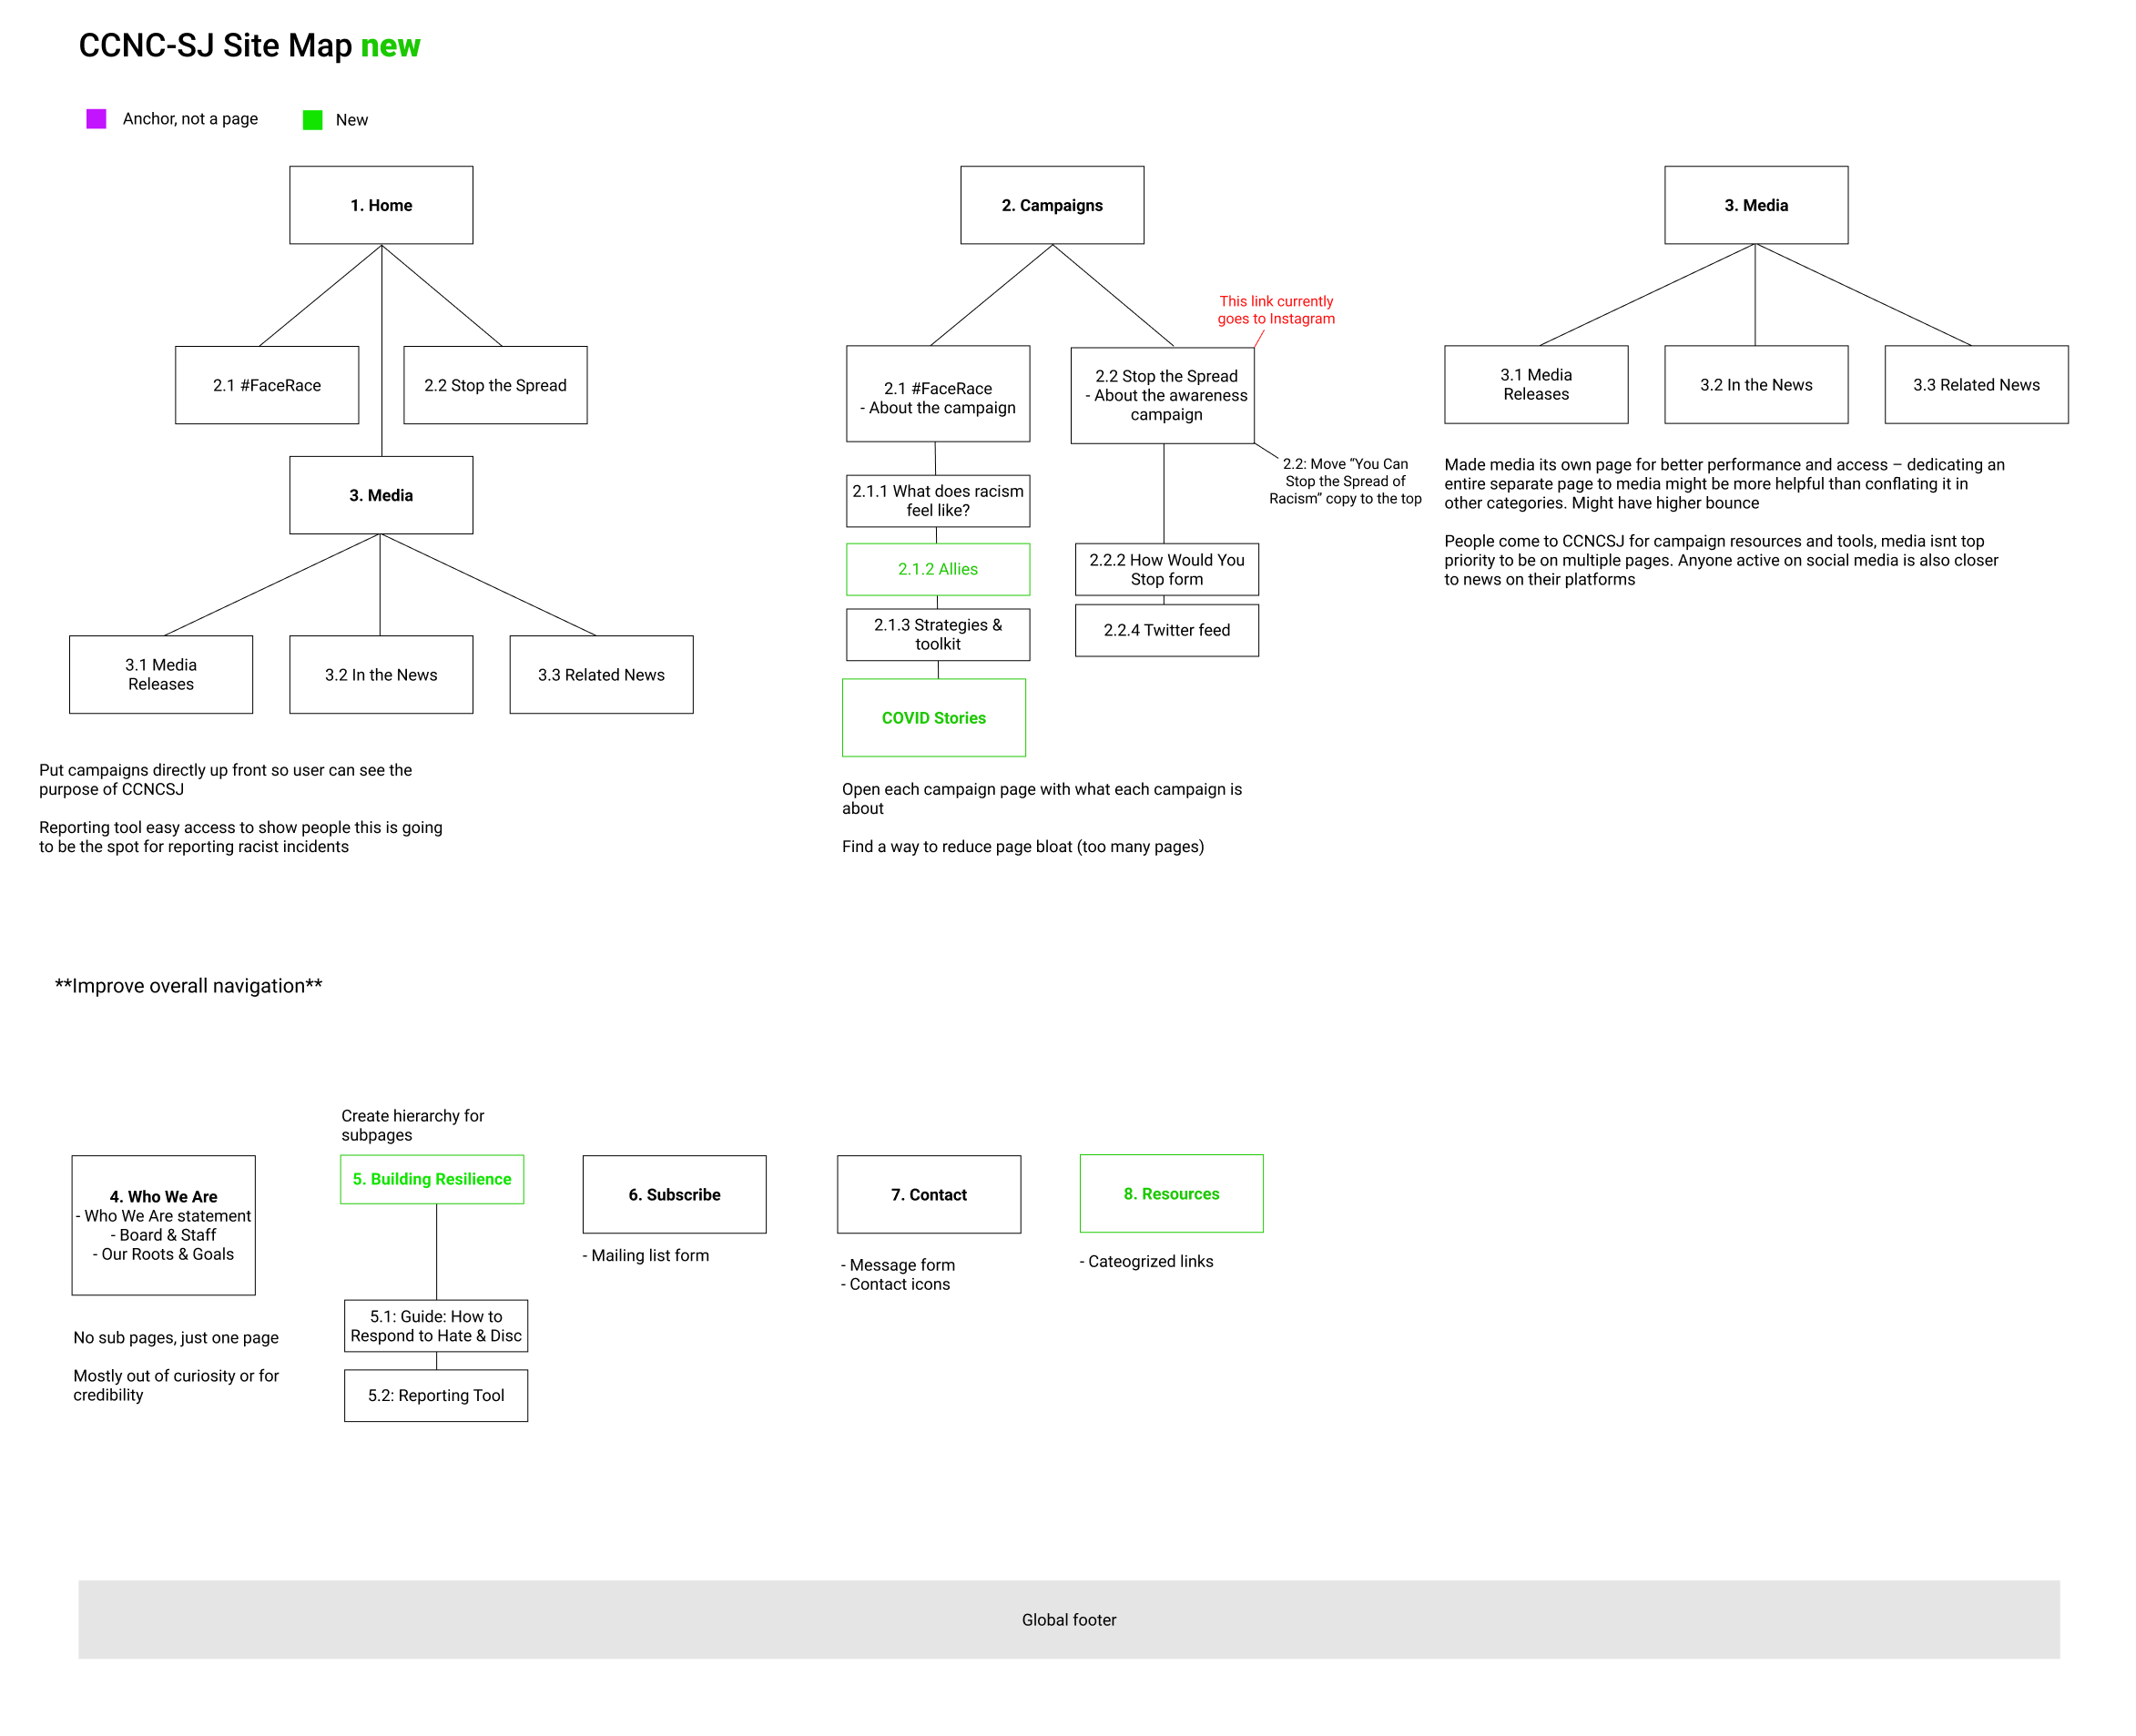 CCNC-SJ Site Map new
Anchor, not a page
New
1. Home
2.1 #FaceRace
2.2 Stop the Spread
3. Media
3.1 Media
Releases
3.2 In the News
3.3 Related News
Put campaigns directly up front so user can see the
purpose of CCNCSJ
Reporting tool easy access to show people this is going
to be the spot for reporting racist incidents
2. Campaigns
This link currently
goes to Instagram
2.1 #FaceRace
- About the campaign
2.2 Stop the Spread
- About the awareness
campaign
2.2: Move “You Can
Stop the Spread of
Racism” copy to the top
2.1.1 What does racism
feel like?
2.1.2 Allies
2.1.3 Strategies &
toolkit
COVID Stories
2.2.2 How Would You
Stop form
2.2.4 Twitter feed
Open each campaign page with what each campaign is
about
Find a way to reduce page bloat (too many pages)
3. Media
3.1 Media
Releases
3.2 In the News
3.3 Related News
Made media its own page for better performance and access – dedicating an
entire separate page to media might be more helpful than conflating it in
other categories. Might have higher bounce
People come to CCNCSJ for campaign resources and tools, media isnt top
priority to be on multiple pages. Anyone active on social media is also closer
to news on their platforms
**Improve overall navigation**
4. Who We Are
- Who We Are statement
- Board & Staff
- Our Roots & Goals
No sub pages, just one page
Mostly out of curiosity or for
credibility
Create hierarchy for
subpages
5. Building Resilience
5.1: Guide: How to
Respond to Hate & Disc
5.2: Reporting Tool
6. Subscribe
- Mailing list form
7. Contact
- Message form
- Contact icons
8. Resources
- Cateogrized links
Global footer